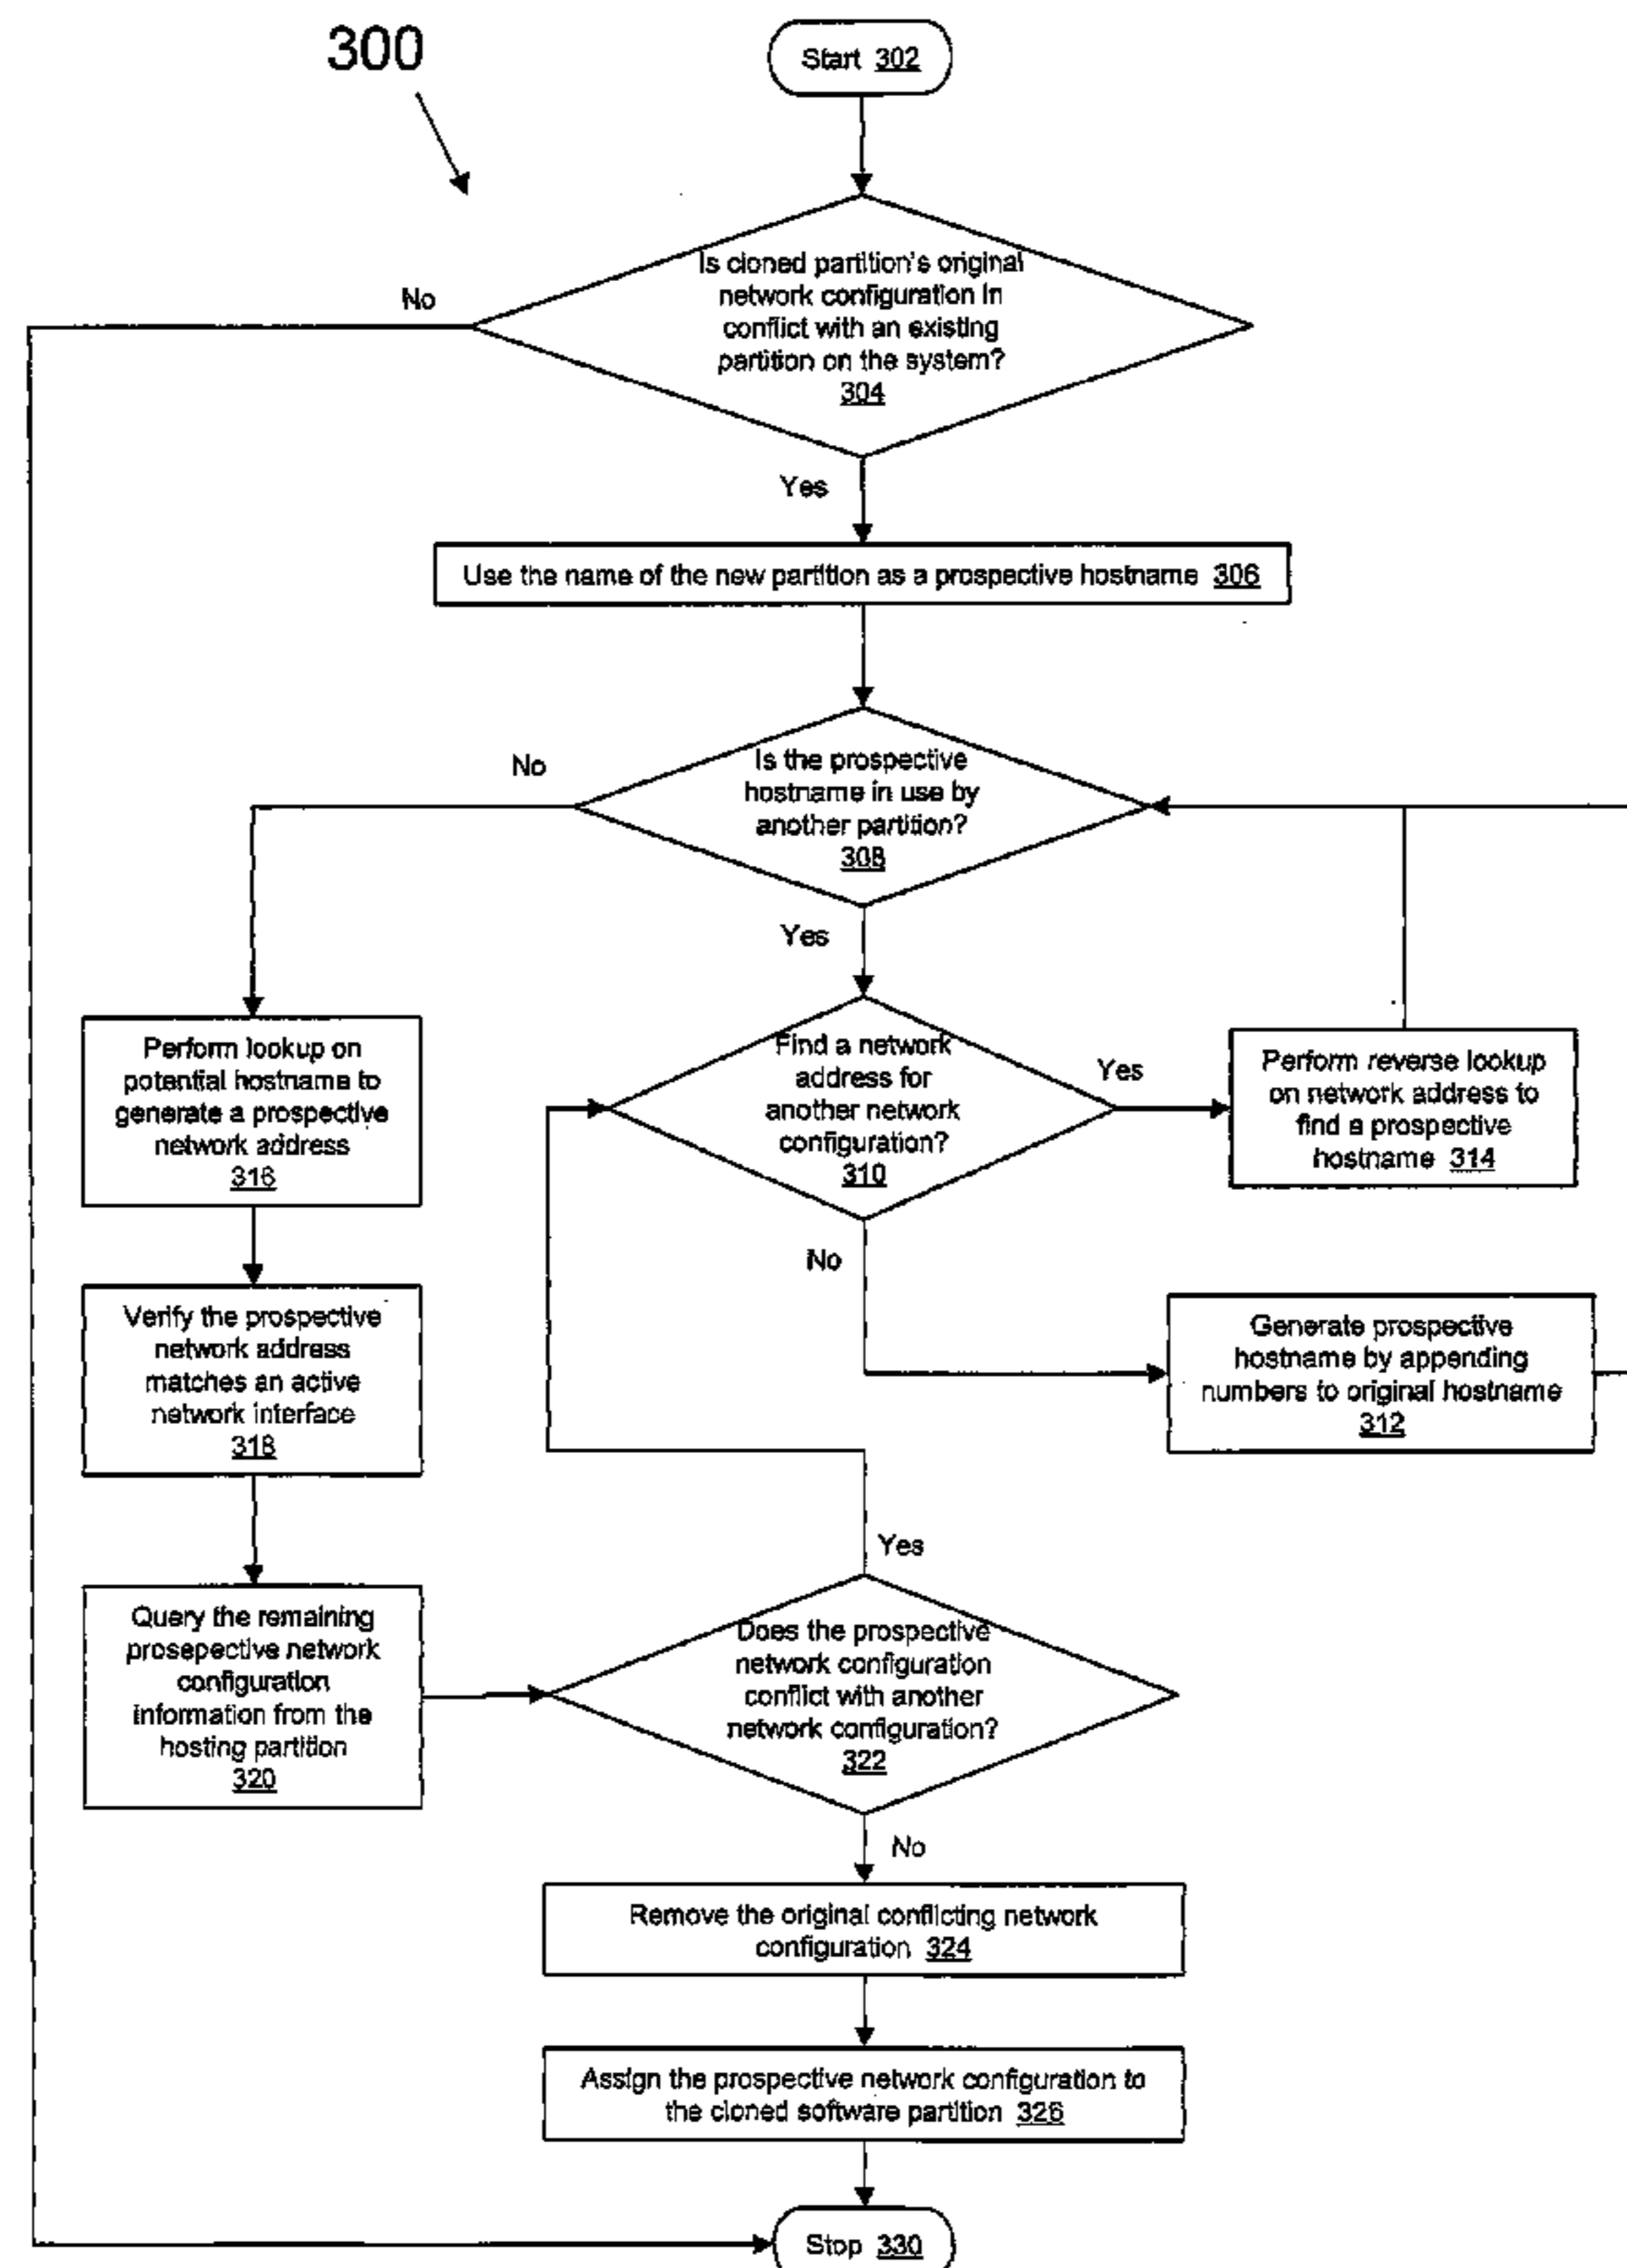 300
Start 302
Is cloned partition's original
network configuration in
conflict with an existing
partition on the system?
304
No
Yes
Use the name of the new partition as a prospective hostname 306
Is the prospective
hostname in use by
another partition?
308
No
Yes
Find a network
address for
another network
configuration?
310
Yes
Perform reverse lookup
on network address to
find a prospective
hostname 314
Perform lookup on
potential hostname to
generate a prospective
network address
316
No
Generate prospective
hostname by appending
numbers to original hostname
312
Verify the prospective
network address
matches an active
network interface
318
Yes
Query the remaining
prosepective network
configuration
information from the
hosting partition
320
Does the prospective
network configuration
conflict with another
network configuration?
322
No
Remove the original conflicting network
configuration 324
Assign the prospective network configuration to
the cloned software partition 326
Stop 330